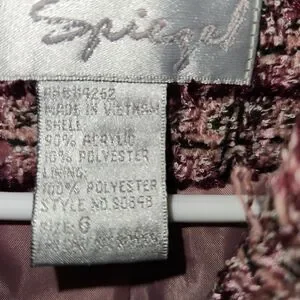 Spiegel
MADE IN VIETNAM
SHELL:
90% ACRYLIC
10% POLYESTER
LINING:
100% POLYESTER
STYLE NO.
SIZE: 6